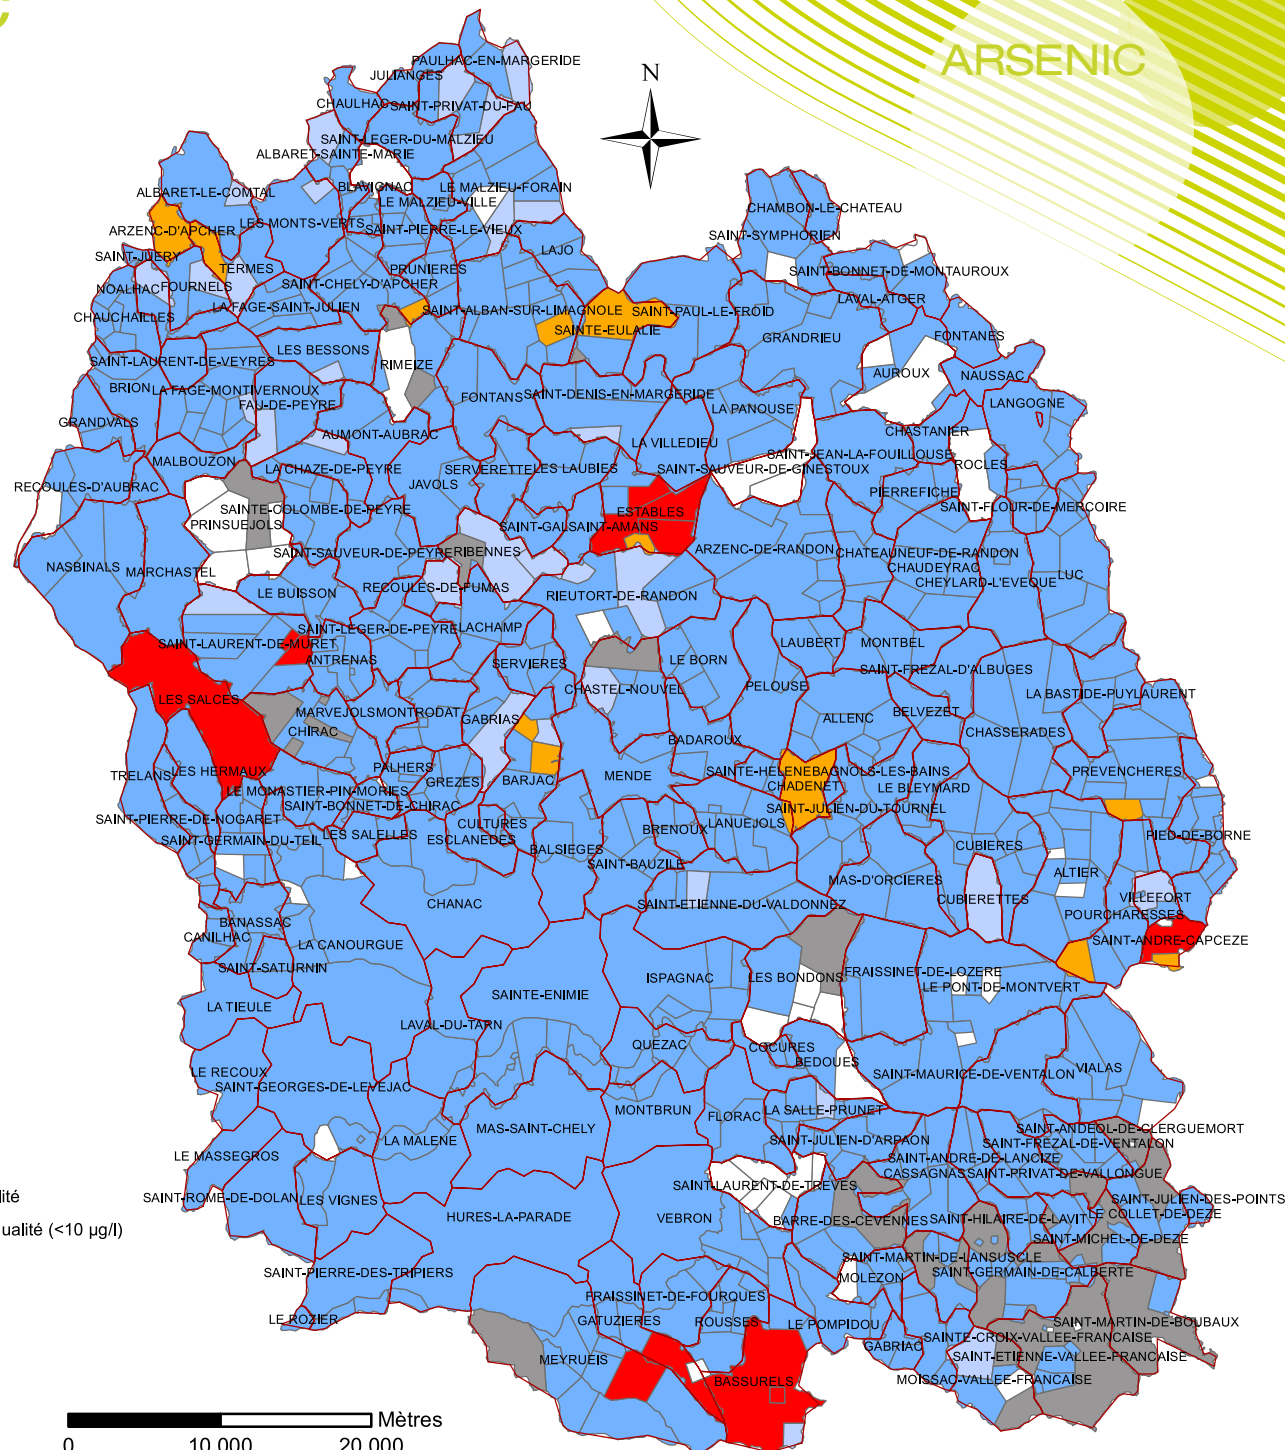 ARSENIC
N
PAULHAC-EN-MARGERIDE
JULIANGES
CHAULHAC
SAINT-PRIVAT-DU-FAU
SAINT-LEGER-DU-MALZIEU
ALBARET-SAINTE-MARIE
BLAVIGNAC
LE MALZIEU-FORAIN
ALBARET-LE-COMTAL
LE MALZIEU-VILLE
CHAMBON-LE-CHATEAU
LES MONTS-VERTS
ARZENC-D'APCHER
SAINT-PIERRE-LE-VIEUX
SAINT-SYMPHORIEN
LAJO
SAINT-JUERY
TERMES
PRUNIERES
SAINT-BONNET-DE-MONTAUROUX
NOALHAC
FOURNELS
SAINT-CHELY-D'APCHER
LAVAL-ATGER
LA FAGE-SAINT-JULIEN
SAINT-ALBAN-SUR-LIMAGNOLE
SAINT-PAUL-LE-FROID
CHAUCHAILLES
SAINTE-EULALIE
GRANDRIEU
FONTANES
LES BESSONS
SAINT-LAURENT-DE-VEYRES
RIMEIZE
AUROUX
NAUSSAC
BRION
LA FAGE-MONTIVERNOUX
FONTANS
SAINT-DENIS-EN-MARGERIDE
FAU-DE-PEYRE
LA PANOUSE
LANGOGNE
GRANDVALS
AUMONT-AUBRAC
LA VILLEDIEU
CHASTANIER
SAINT-JEAN-LA-FOUILLOUSE
MALBOUZON
LA CHAZE-DE-PEYRE
SERVERETTE
LES LAUBIES
SAINT-SAUVEUR-DE-GINESTOUX
ROCLES
RECOULES-D'AUBRAC
JAVOLS
PIERREFICHE
SAINTE-COLOMBE-DE-PEYRE
ESTABLES
SAINT-FLOUR-DE-MERCOIRE
PRINSUEJOLS
SAINT-GAL
SAINT-AMANS
SAINT-SAUVEUR-DE-PEYRE
RIBENNES
ARZENC-DE-RANDON
CHATEAUNEUF-DE-RANDON
NASBINALS
MARCHASTEL
CHAUDEYRAC
CHEYLARD-L'EVEQUE
LUC
LE BUISSON
RECOULES-DE-FUMAS
RIEUTORT-DE-RANDON
SAINT-LEGER-DE-PEYRE
LACHAMP
SAINT-LAURENT-DE-MURET
LAUBERT
MONTBEL
ANTRENAS
SERVIERES
LE BORN
SAINT-FREZAL-D'ALBUGES
CHASTEL-NOUVEL
PELOUSE
LA BASTIDE-PUYLAURENT
LES SALCES
MARVEJOLS
MONTRODAT
GABRIAS
ALLENC
BELVEZET
CHIRAC
CHASSERADES
BADAROUX
PALHERS
TRELANS
LES HERMAUX
GREZES
BARJAC
MENDE
SAINTE-HELENE
BAGNOLS-LES-BAINS
PREVENCHERES
CHADENET
LE BLEYMARD
LE MONASTIER-PIN-MORIES
SAINT-BONNET-DE-CHIRAC
SAINT-JULIEN-DU-TOURNEL
SAINT-PIERRE-DE-NOGARET
CULTURES
LANUEJOLS
BRENOUX
SAINT-GERMAIN-DU-TEIL
LES SALELLES
ESCLANEDES
PIED-DE-BORNE
BALSIEGES
CUBIERES
SAINT-BAUZILE
ALTIER
MAS-D'ORCIERES
CHANAC
SAINT-ETIENNE-DU-VALDONNEZ
CUBIERETTES
VILLEFORT
POURCHARESSES
BANASSAC
CANILHAC
LA CANOURGUE
SAINT-ANDRE-CAPCEZE
SAINT-SATURNIN
ISPAGNAC
LES BONDONS
FRAISSINET-DE-LOZERE
SAINTE-ENIMIE
LE PONT-DE-MONTVERT
LA TIEULE
LAVAL-DU-TARN
QUEZAC
COCURES
BEDOUES
LE RECOUX
SAINT-MAURICE-DE-VENTALON
VIALAS
SAINT-GEORGES-DE-LEVEJAC
MONTBRUN
FLORAC
LA SALLE-PRUNET
LA MALENE
MAS-SAINT-CHELY
SAINT-ANDEOL-DE-CLERGUEMORT
SAINT-JULIEN-D'ARPAON
SAINT-FREZAL-DE-VENTALON
LE MASSEGROS
SAINT-ANDRE-DE-LANCIZE
CASSAGNAS
SAINT-PRIVAT-DE-VALLONGUE
SAINT-LAURENT-DE-TREVES
lité
SAINT-ROME-DE-DOLAN
LES VIGNES
SAINT-JULIEN-DES-POINTS
HURES-LA-PARADE
VEBRON
BARRE-DES-CEVENNES
SAINT-HILAIRE-DE-LAVIT
LE COLLET-DE-DEZE
ualité (<10 µg/l)
SAINT-MICHEL-DE-DEZE
SAINT-MARTIN-DE-LANSUSCLE
SAINT-PIERRE-DES-TRIPIERS
MOLEZON
SAINT-GERMAIN-DE-CALBERTE
FRAISSINET-DE-FOURQUES
LE ROZIER
GATUZIERES
ROUSSES
LE POMPIDOU
SAINT-MARTIN-DE-BOUBAUX
SAINTE-CROIX-VALLEE-FRANCAISE
GABRIAC
MEYRUEIS
SAINT-ETIENNE-VALLEE-FRANCAISE
BASSURELS
MOISSAC-VALLEE-FRANCAISE
Mètres
0 10 000 20 000